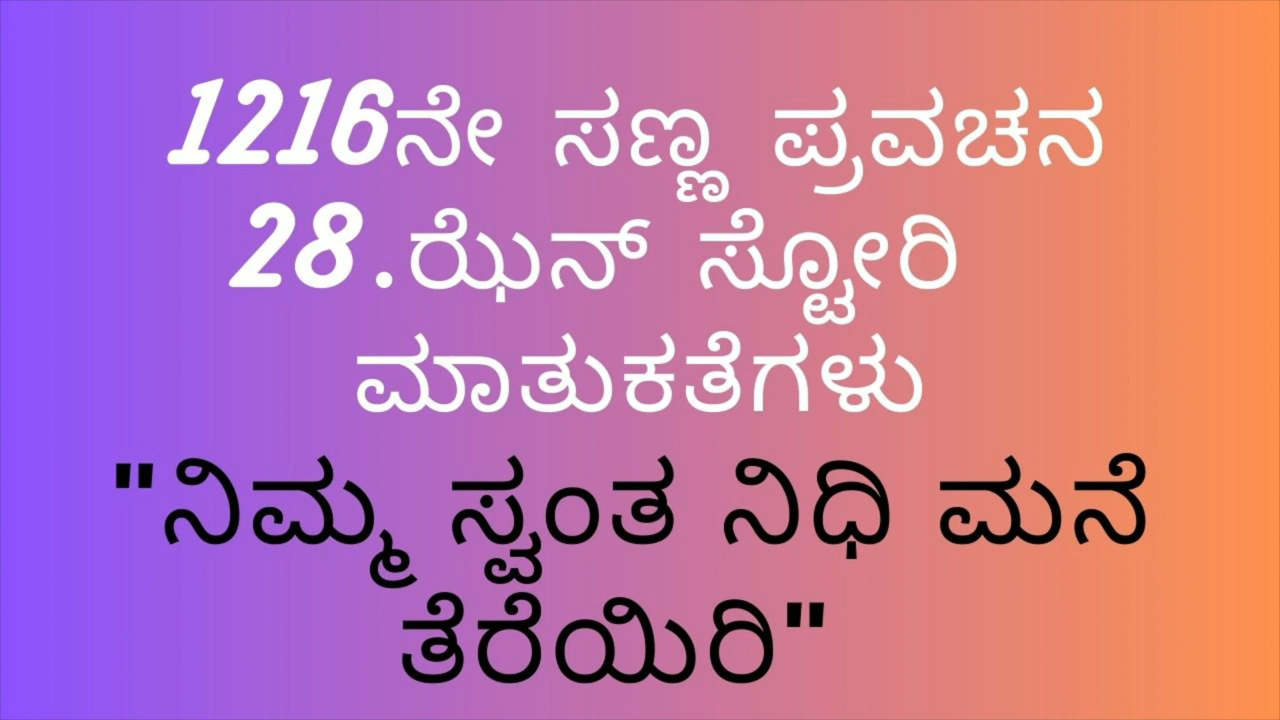 1216ನೇ ಸಣ್ಣ ಪ್ರವಚನ
28.ಝೆನ್ ಸ್ಟೋರಿ
ಮಾತುಕತೆಗಳು
"ನಿಮ್ಮ ಸ್ವಂತ ನಿಧಿ ಮನೆ
ತೆರೆಯಿರಿ"